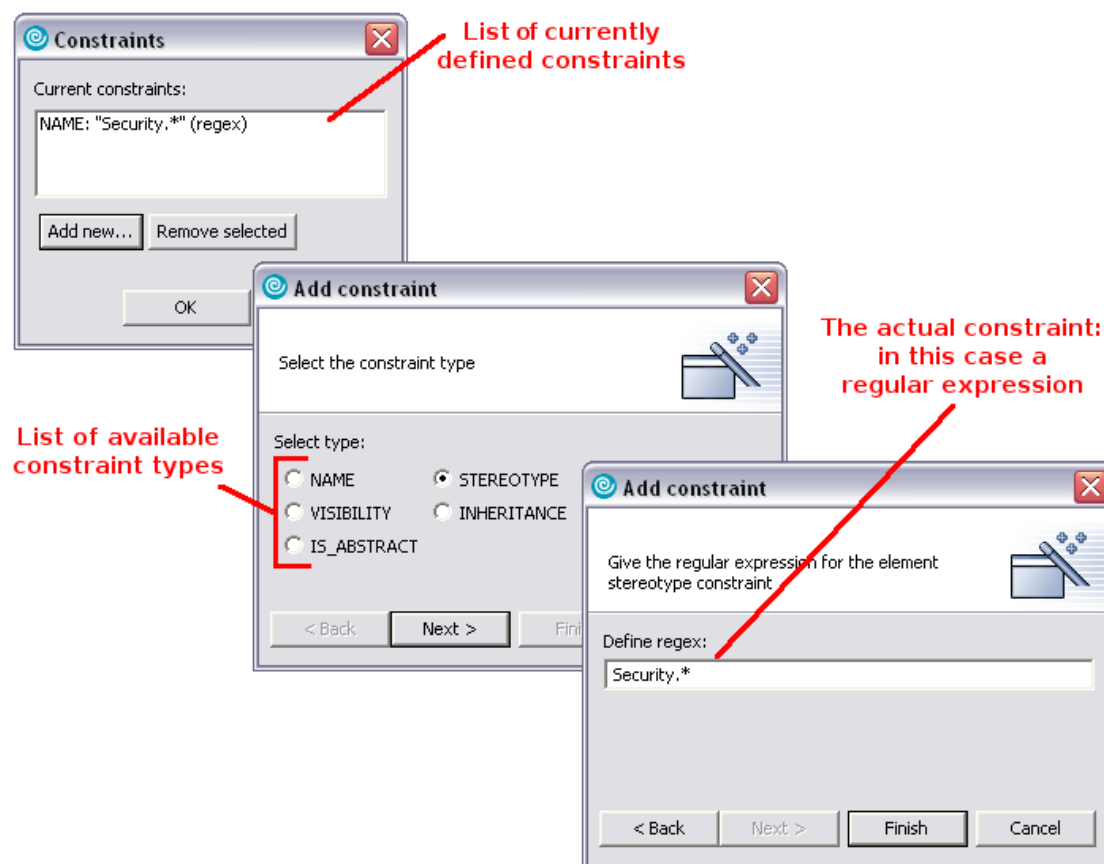 Constraints
List of currently
defined constraints
Current constraints:
NAME: "Security.*" (regex)
Add new...
Remove selected
OK
Add constraint
Select the constraint type
The actual constraint:
in this case a
regular expression
List of available
constraint types
Select type:
NAME
STEREOTYPE
VISIBILITY
INHERITANCE
IS_ABSTRACT
< Back
Next >
Fini
Add constraint
Give the regular expression for the element
stereotype constraint
Define regex:
Security.*
< Back
Next >
Finish
Cancel